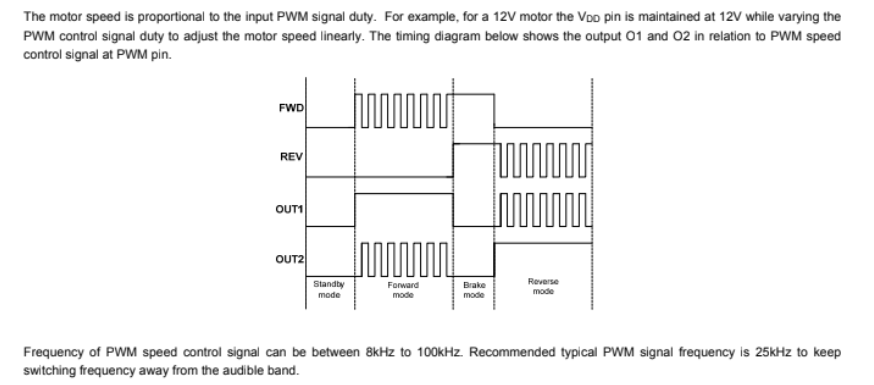 The motor speed is proportional to the input PWM signal duty. For example, for a 12V motor the VDD pin is maintained at 12V while varying the
PWM control signal duty to adjust the motor speed linearly. The timing diagram below shows the output O1 and O2 in relation to PWM speed
control signal at PWM pin.
FWD
REV
OUT1
OUT2
Standby
mode
Forward
mode
Brake
mode
Reverse
mode
Frequency of PWM speed control signal can be between 8kHz to 100kHz. Recommended typical PWM signal frequency is 25kHz to keep
switching frequency away from the audible band.